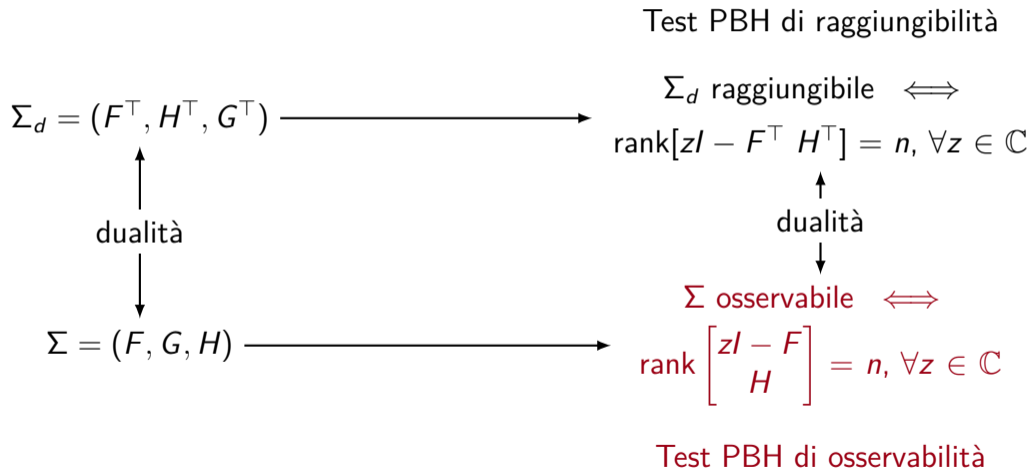 Test PBH di raggiungibilità
Σ_d raggiungibile ⟺
Σ_d = (F^⊤, H^⊤, G^⊤)
rank[zI − F^⊤ H^⊤] = n, ∀z ∈ ℂ
dualità
dualità
Σ osservabile ⟺
Σ = (F, G, H)
rank [zI − F
H] = n, ∀z ∈ ℂ
Test PBH di osservabilità